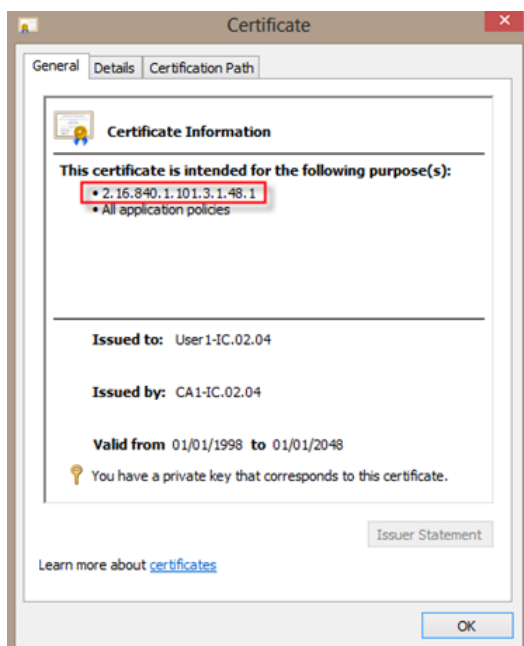 Certificate
General Details Certification Path
Certificate Information
This certificate is intended for the following purpose(s):
• 2.16.840.1.101.3.1.48.1
• All application policies
Issued to: User1-IC.02.04
Issued by: CA1-IC.02.04
Valid from 01/01/1998 to 01/01/2048
You have a private key that corresponds to this certificate.
Issuer Statement
Learn more about certificates
OK